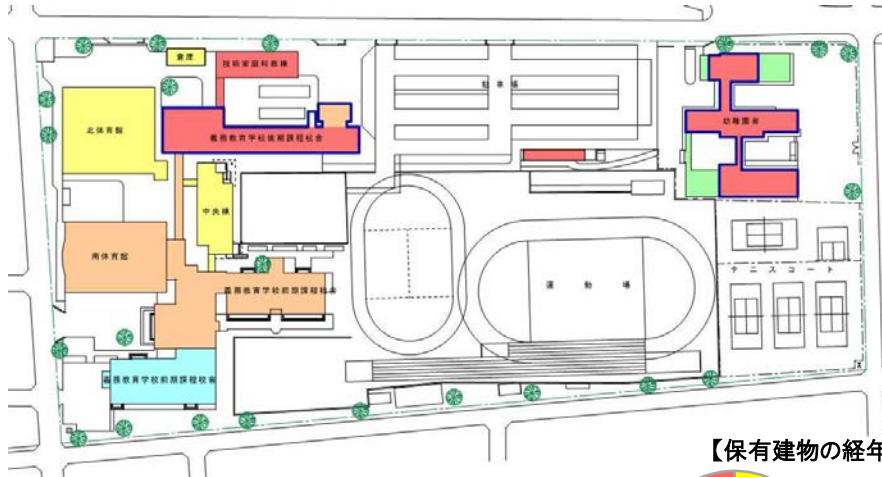 倉庫
技術家庭科教棟
北体育館
義務教育学校後期課程校舎
駐車場
幼稚園舎
中央棟
南体育館
義務教育学校前期課程校舎
運動場
テニスコート
義務教育学校前期課程校舎
【保有建物の経年